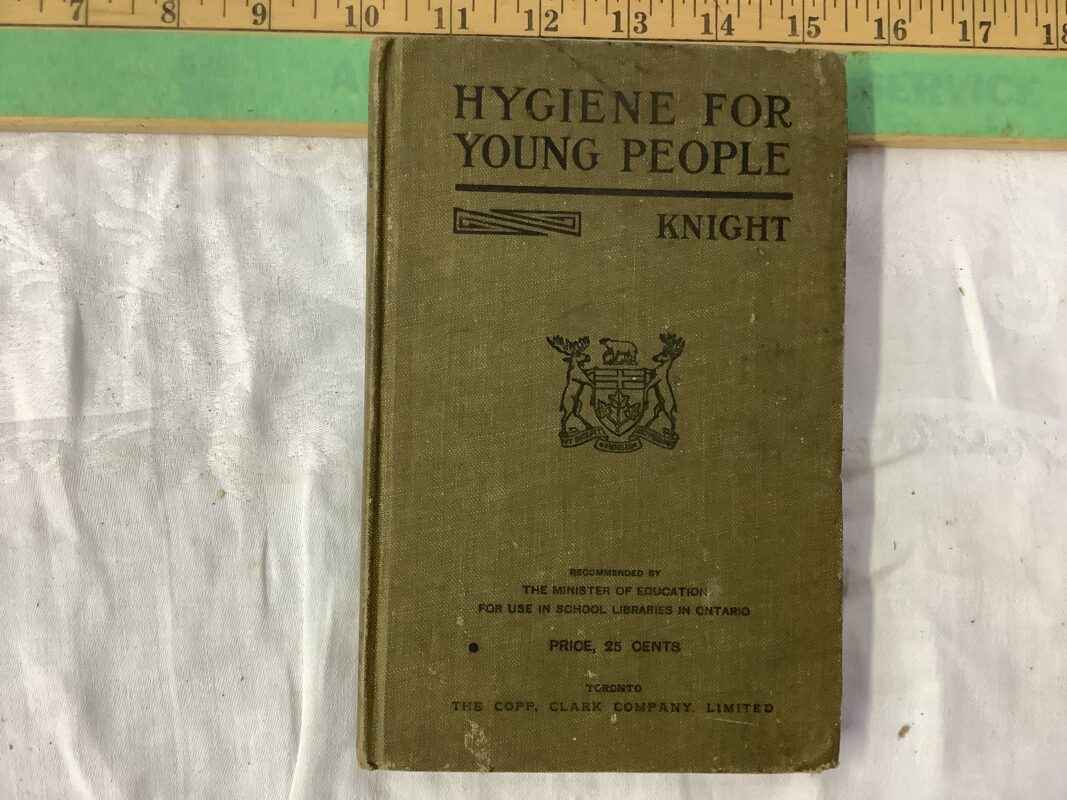 7 8 9 10 11 12 13 14 15 16 17 18
HYGIENE FOR
YOUNG PEOPLE
KNIGHT
RECOMMENDED BY
THE MINISTER OF EDUCATION
FOR USE IN SCHOOL LIBRARIES IN ONTARIO
PRICE, 25 CENTS
TORONTO
THE COPP, CLARK COMPANY, LIMITED